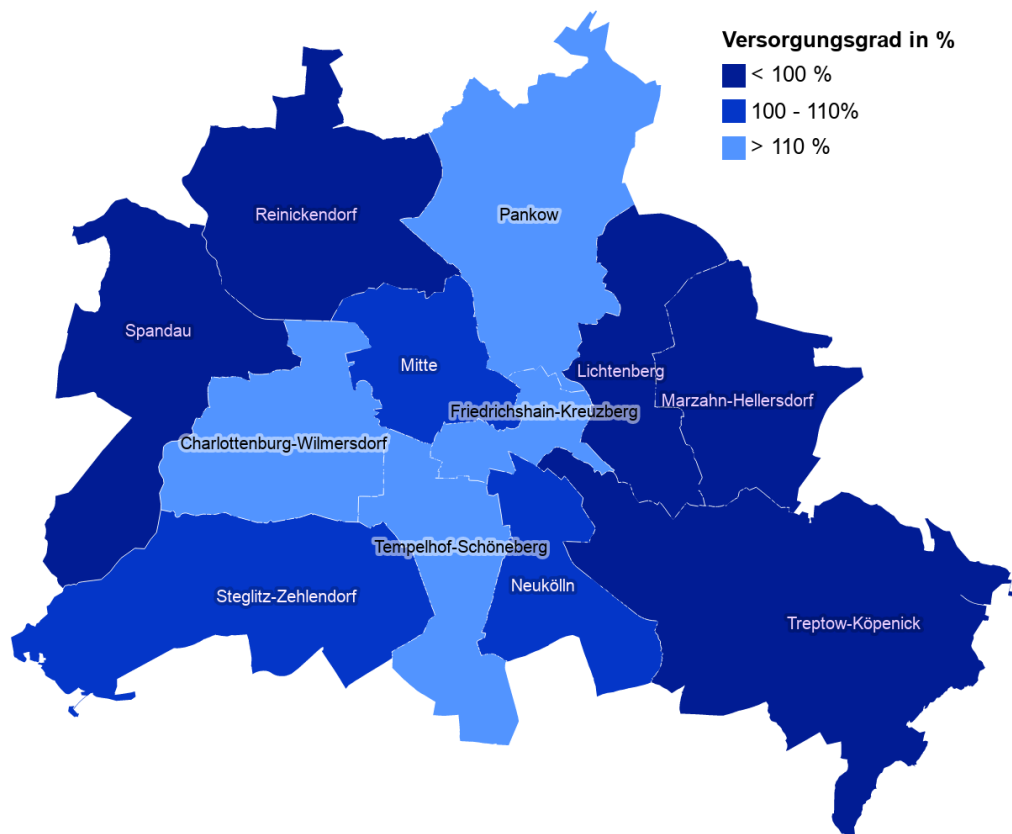 Versorgungsgrad in %
< 100 %
100 - 110%
> 110 %
Reinickendorf
Pankow
Spandau
Mitte
Lichtenberg
Marzahn-Hellersdorf
Friedrichshain-Kreuzberg
Charlottenburg-Wilmersdorf
Tempelhof-Schöneberg
Neukölln
Steglitz-Zehlendorf
Treptow-Köpenick